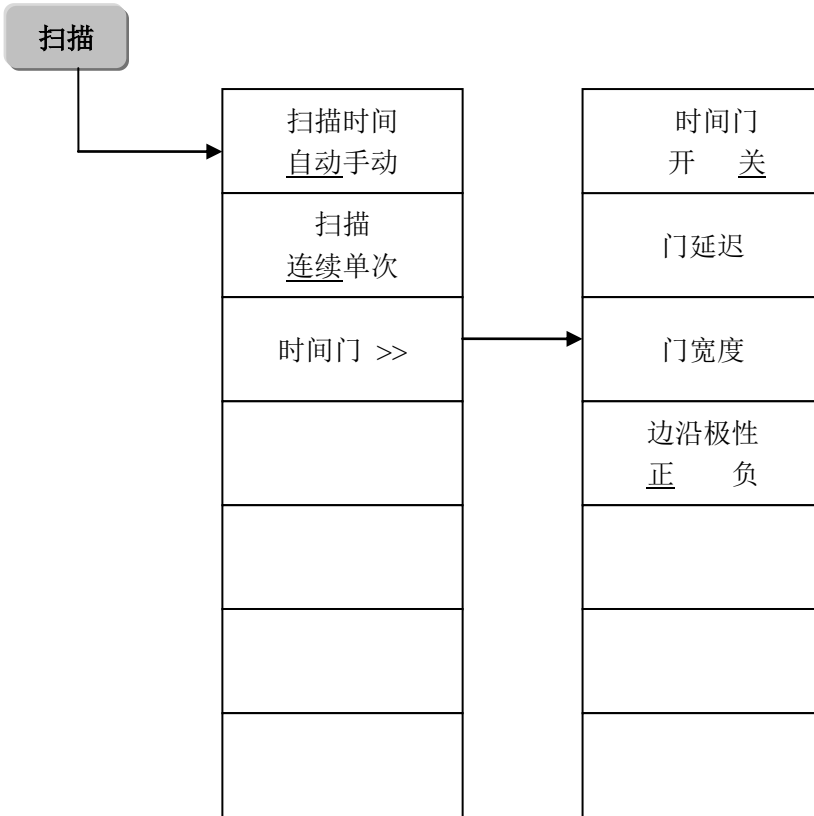 扫描
扫描时间
自动手动
扫描
连续单次
时间门 >>
时间门
开 关
门延迟
门宽度
边沿极性
正 负